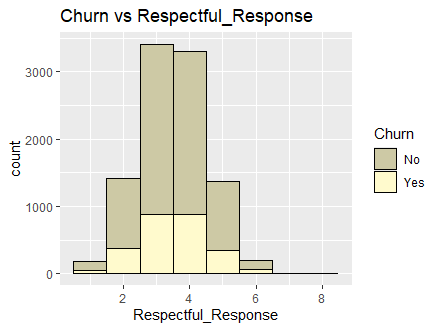 Churn vs Respectful_Response
3000
2000
1000
0
count
2 4 6 8
Respectful_Response
Churn
No
Yes